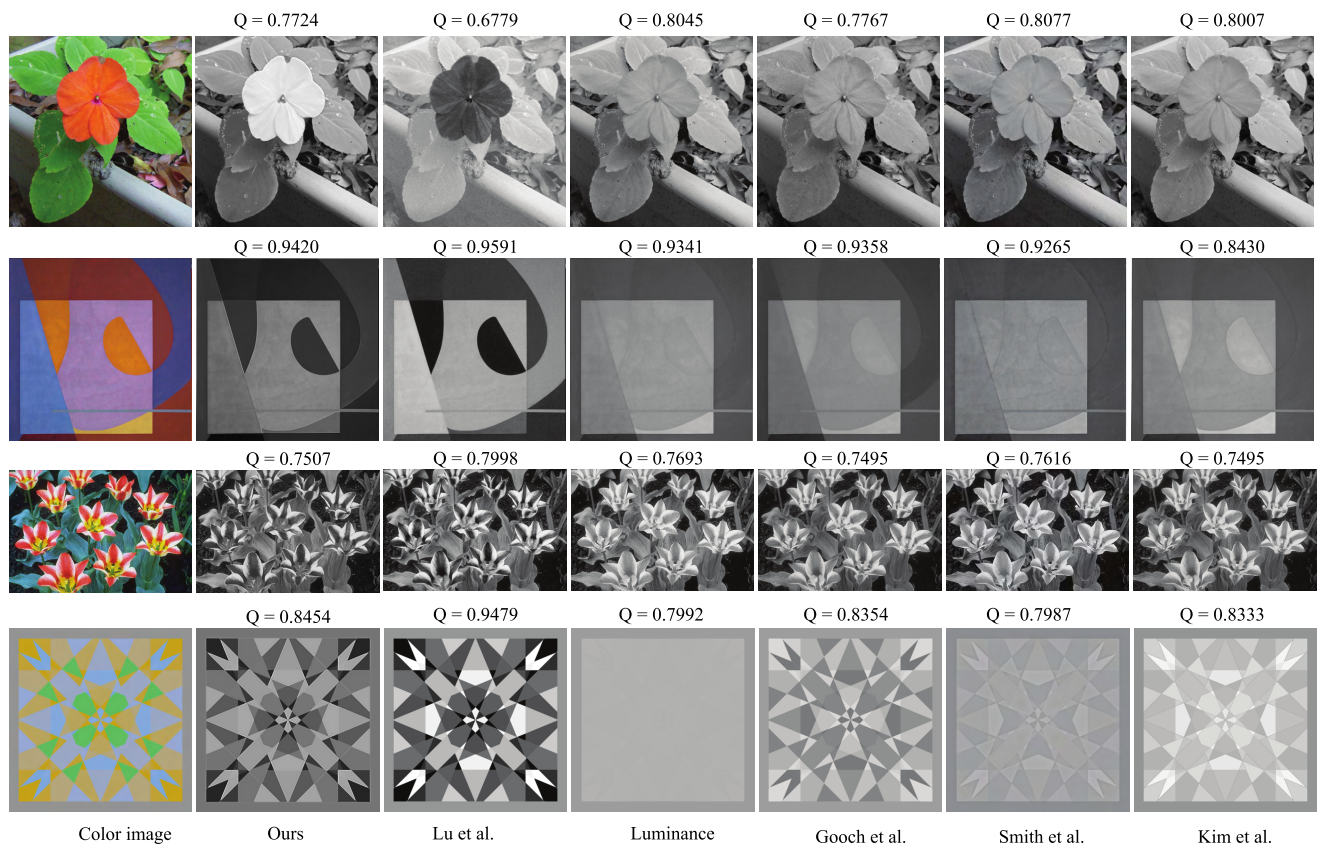 Q = 0.7724 Q = 0.6779 Q = 0.8045 Q = 0.7767 Q = 0.8077 Q = 0.8007
Q = 0.9420 Q = 0.9591 Q = 0.9341 Q = 0.9358 Q = 0.9265 Q = 0.8430
Q = 0.7507 Q = 0.7998 Q = 0.7693 Q = 0.7495 Q = 0.7616 Q = 0.7495
Q = 0.8454 Q = 0.9479 Q = 0.7992 Q = 0.8354 Q = 0.7987 Q = 0.8333
Color image Ours Lu et al. Luminance Gooch et al. Smith et al. Kim et al.